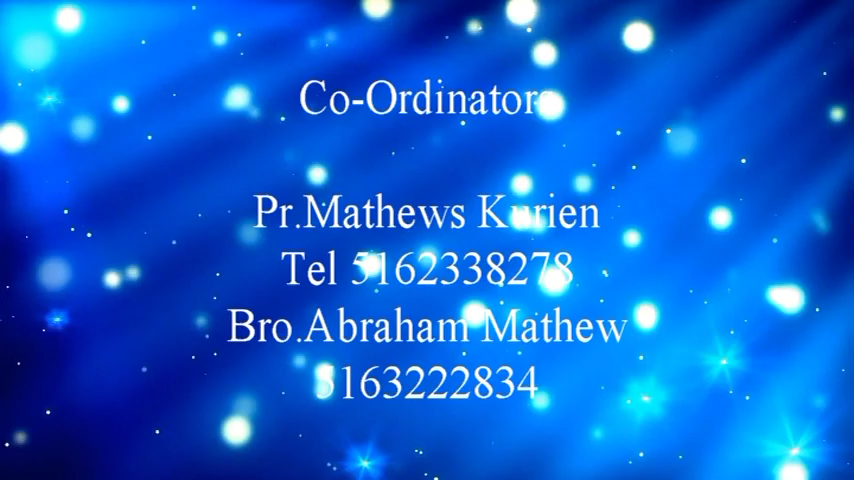 Co-Ordinators
Pr.Mathews Kurien
Tel 5162338278
Bro.Abraham Mathew
5163222834